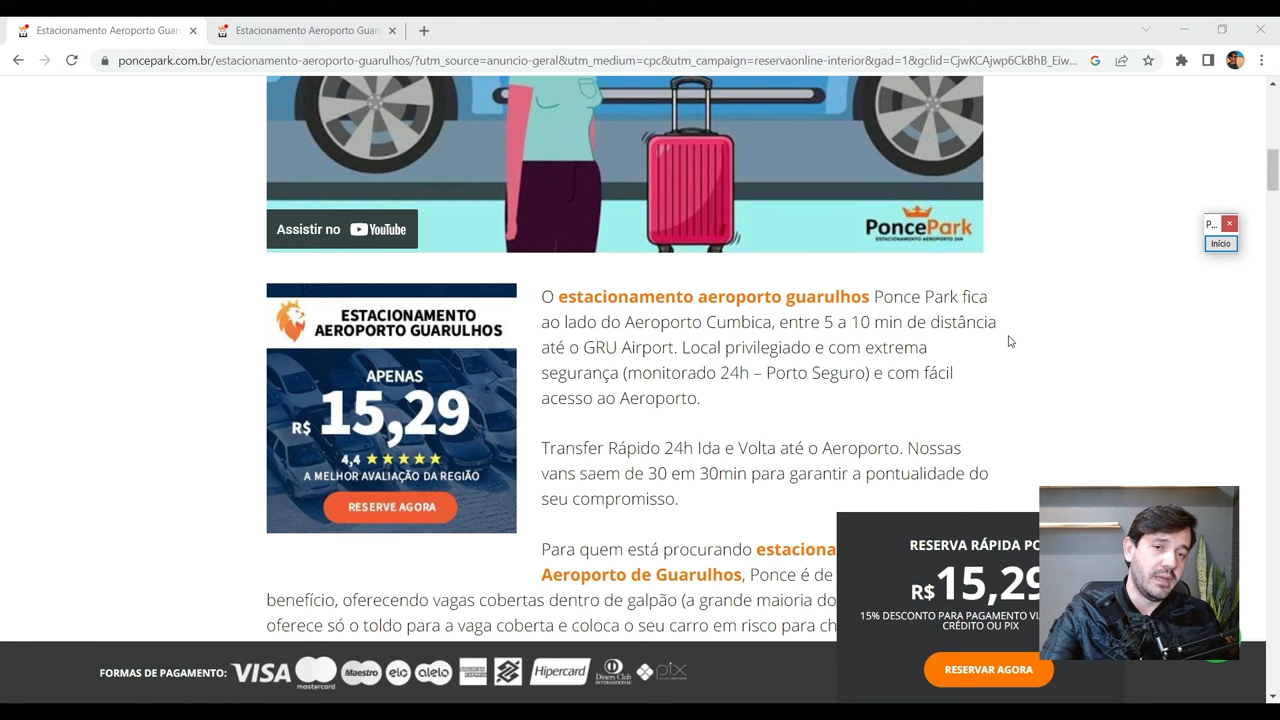 Estacionamento Aeroporto Guar
Estacionamento Aeroporto Guar
poncepark.com.br/estacionamento-aeroporto-guarulhos/?utm_source=anuncio-geral&utm_medium=cpc&utm_campaign=reservaonline-interior&gad=1&gclid=CjwKCAjwp6CkBhB_Eiw...
Assistir no YouTube
PoncePark
ESTACIONAMENTO AEROPORTO 24H
P...
Início
ESTACIONAMENTO
AEROPORTO GUARULHOS
APENAS
R$ 15,29
4,4
A MELHOR AVALIAÇÃO DA REGIÃO
RESERVE AGORA
O estacionamento aeroporto guarulhos Ponce Park fica
ao lado do Aeroporto Cumbica, entre 5 a 10 min de distância
até o GRU Airport. Local privilegiado e com extrema
segurança (monitorado 24h – Porto Seguro) e com fácil
acesso ao Aeroporto.
Transfer Rápido 24h Ida e Volta até o Aeroporto. Nossas
vans saem de 30 em 30min para garantir a pontualidade do
seu compromisso.
Para quem está procurando estaciona
Aeroporto de Guarulhos, Ponce é de
benefício, oferecendo vagas cobertas dentro de galpão (a grande maioria do
oferece só o toldo para a vaga coberta e coloca o seu carro em risco para ch
RESERVA RÁPIDA PO
R$15,29
15% DESCONTO PARA PAGAMENTO VI
CRÉDITO OU PIX
RESERVAR AGORA
FORMAS DE PAGAMENTO: VISA mastercard Maestro elo alelo AMERICAN EXPRESS Hipercard Diners Club INTERNATIONAL pix